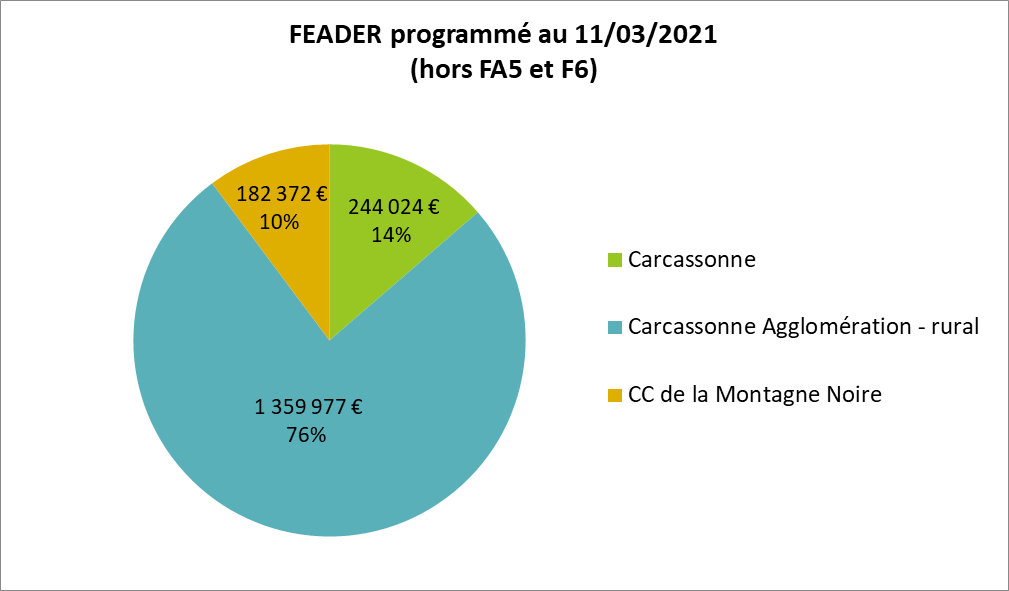 FEADER programmé au 11/03/2021
(hors FA5 et F6)
182 372 €
10%
244 024 €
14%
1 359 977 €
76%
Carcassonne
Carcassonne Agglomération - rural
CC de la Montagne Noire